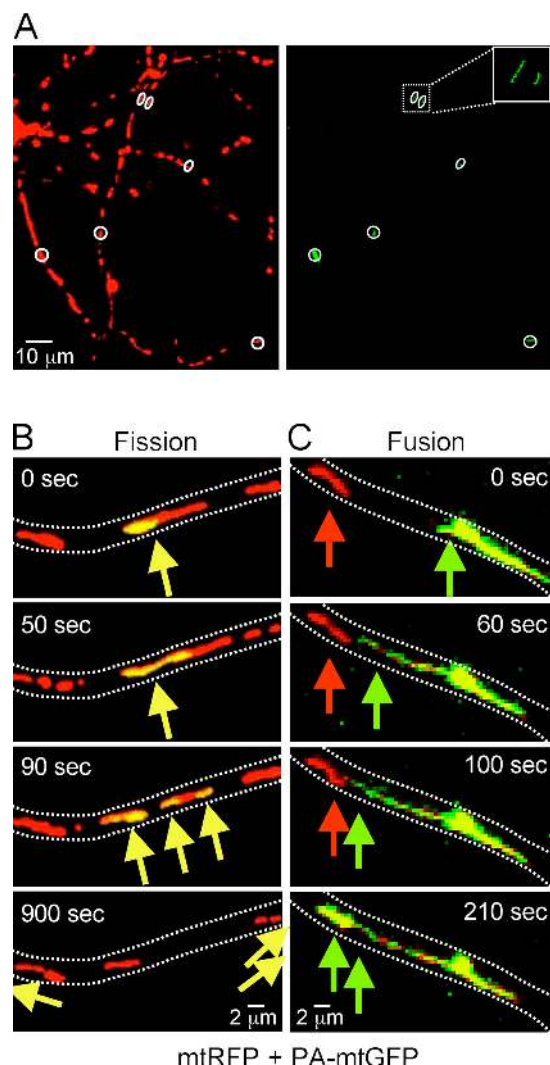 A
10 μm
B Fission
C Fusion
0 sec
0 sec
50 sec
60 sec
90 sec
100 sec
900 sec
210 sec
2 μm
2 μm
mtRFP + PA-mtGFP